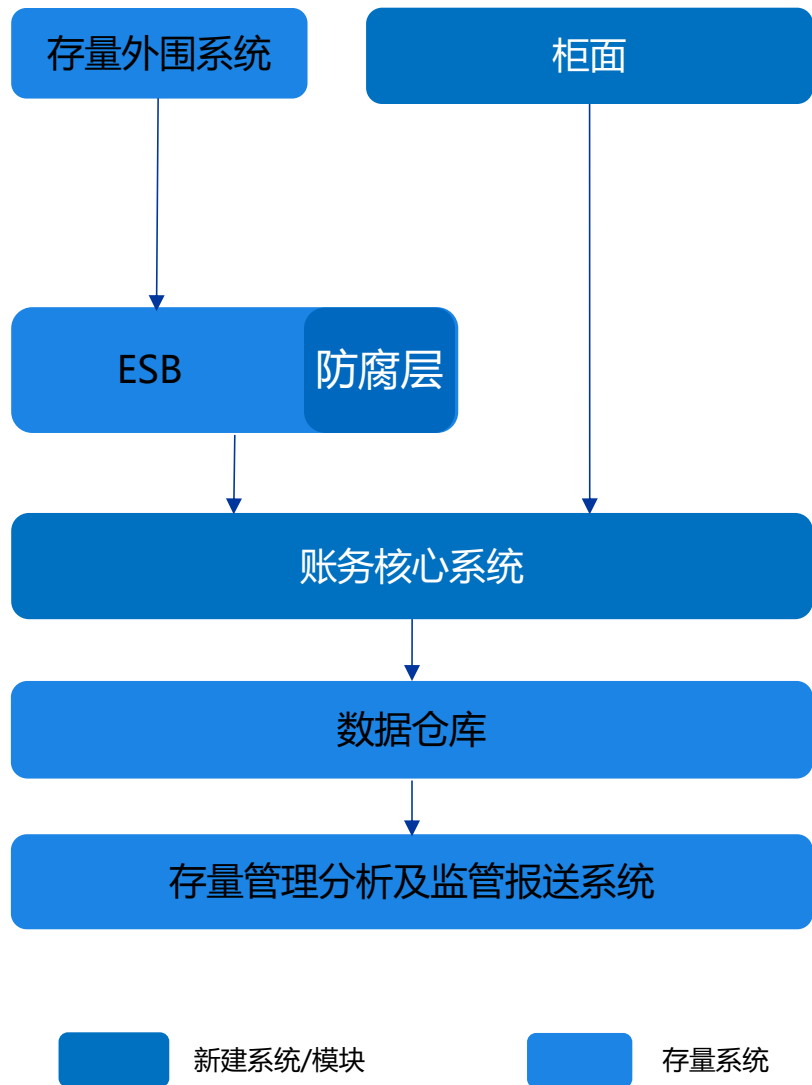 存量外围系统
柜面
ESB
防腐层
账务核心系统
数据仓库
存量管理分析及监管报送系统
新建系统/模块
存量系统